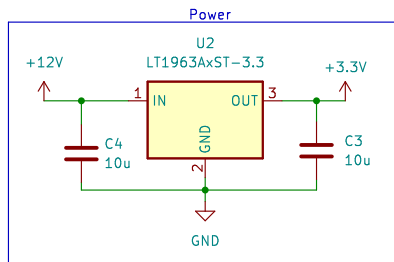 Power
U2
LT1963AxST-3.3
+12V
+3.3V
1 IN
OUT 3
GND
2
C4
10u
C3
10u
GND